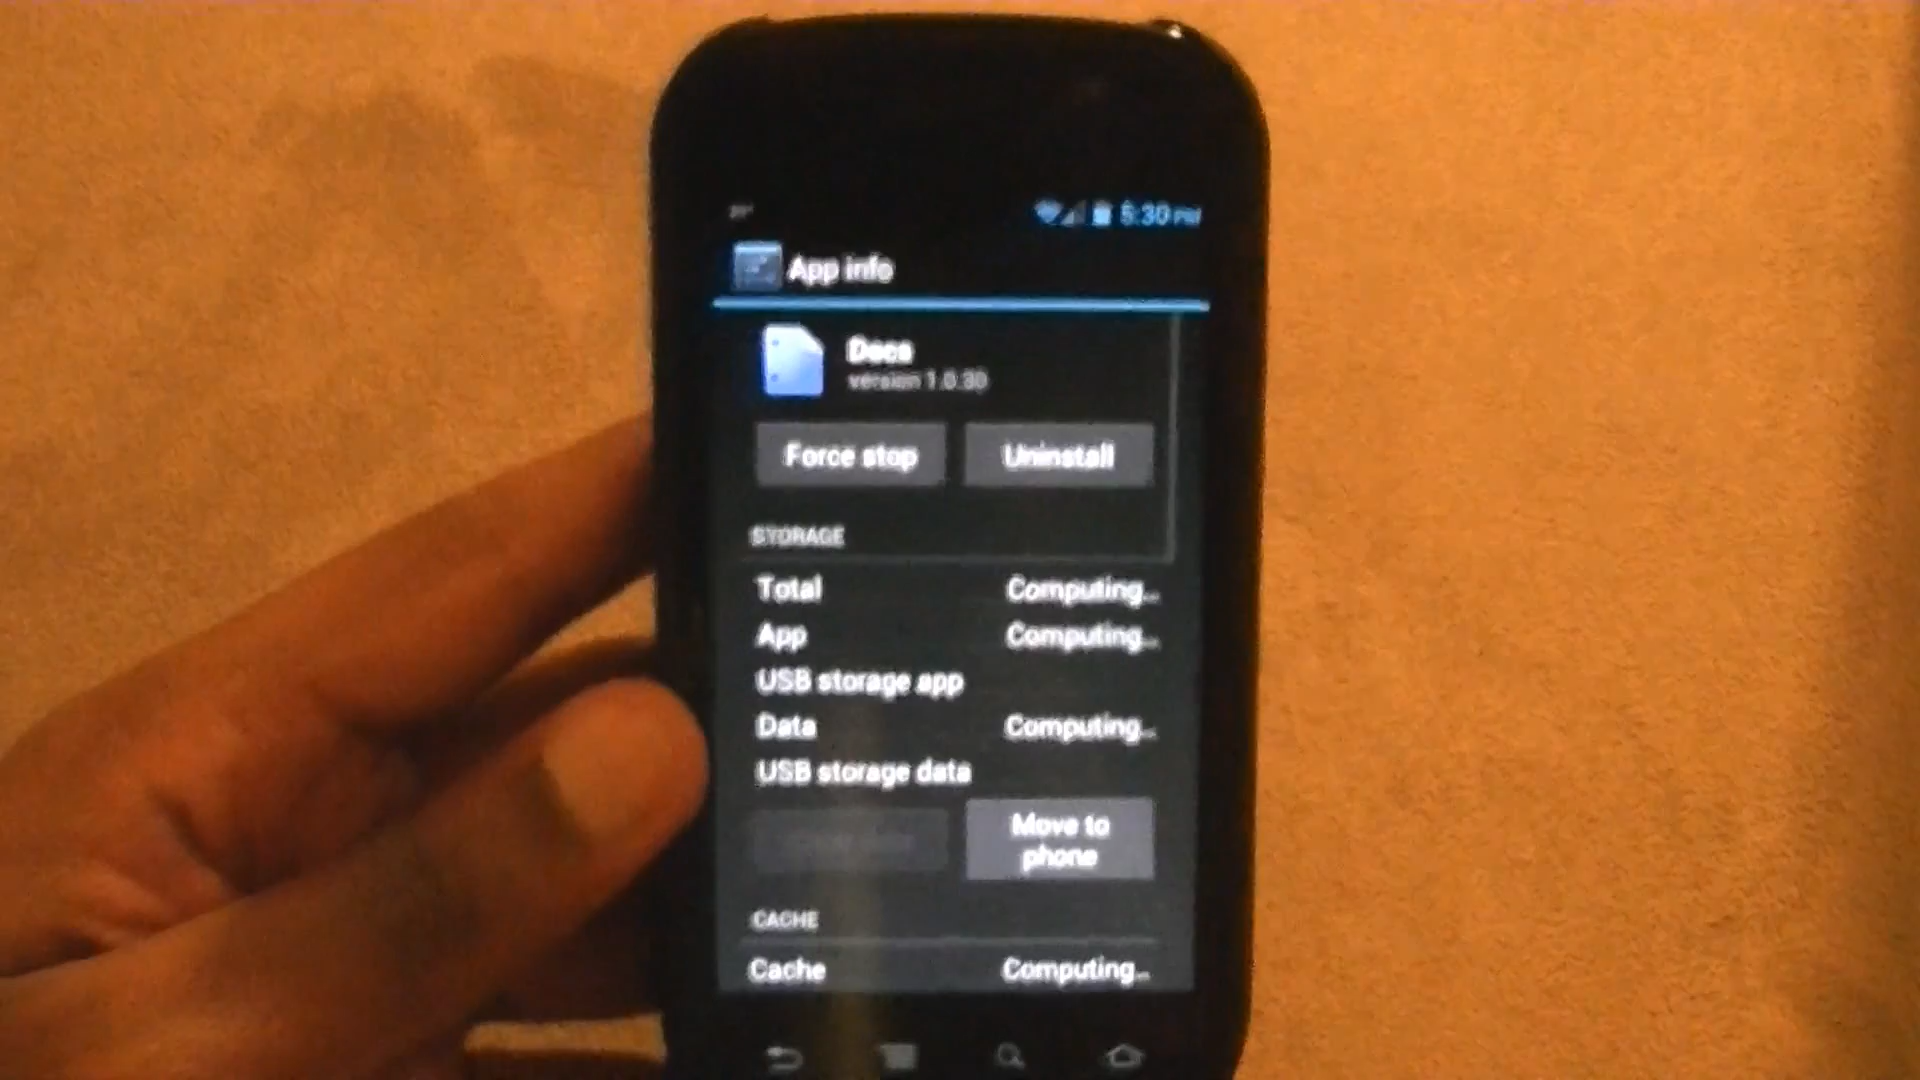 5:30 PM
App info
Docs
version 1.0.30
Force stop
Uninstall
STORAGE
Total
Computing...
App
Computing...
USB storage app
Data
Computing...
USB storage data
Move to
phone
CACHE
Cache
Computing...